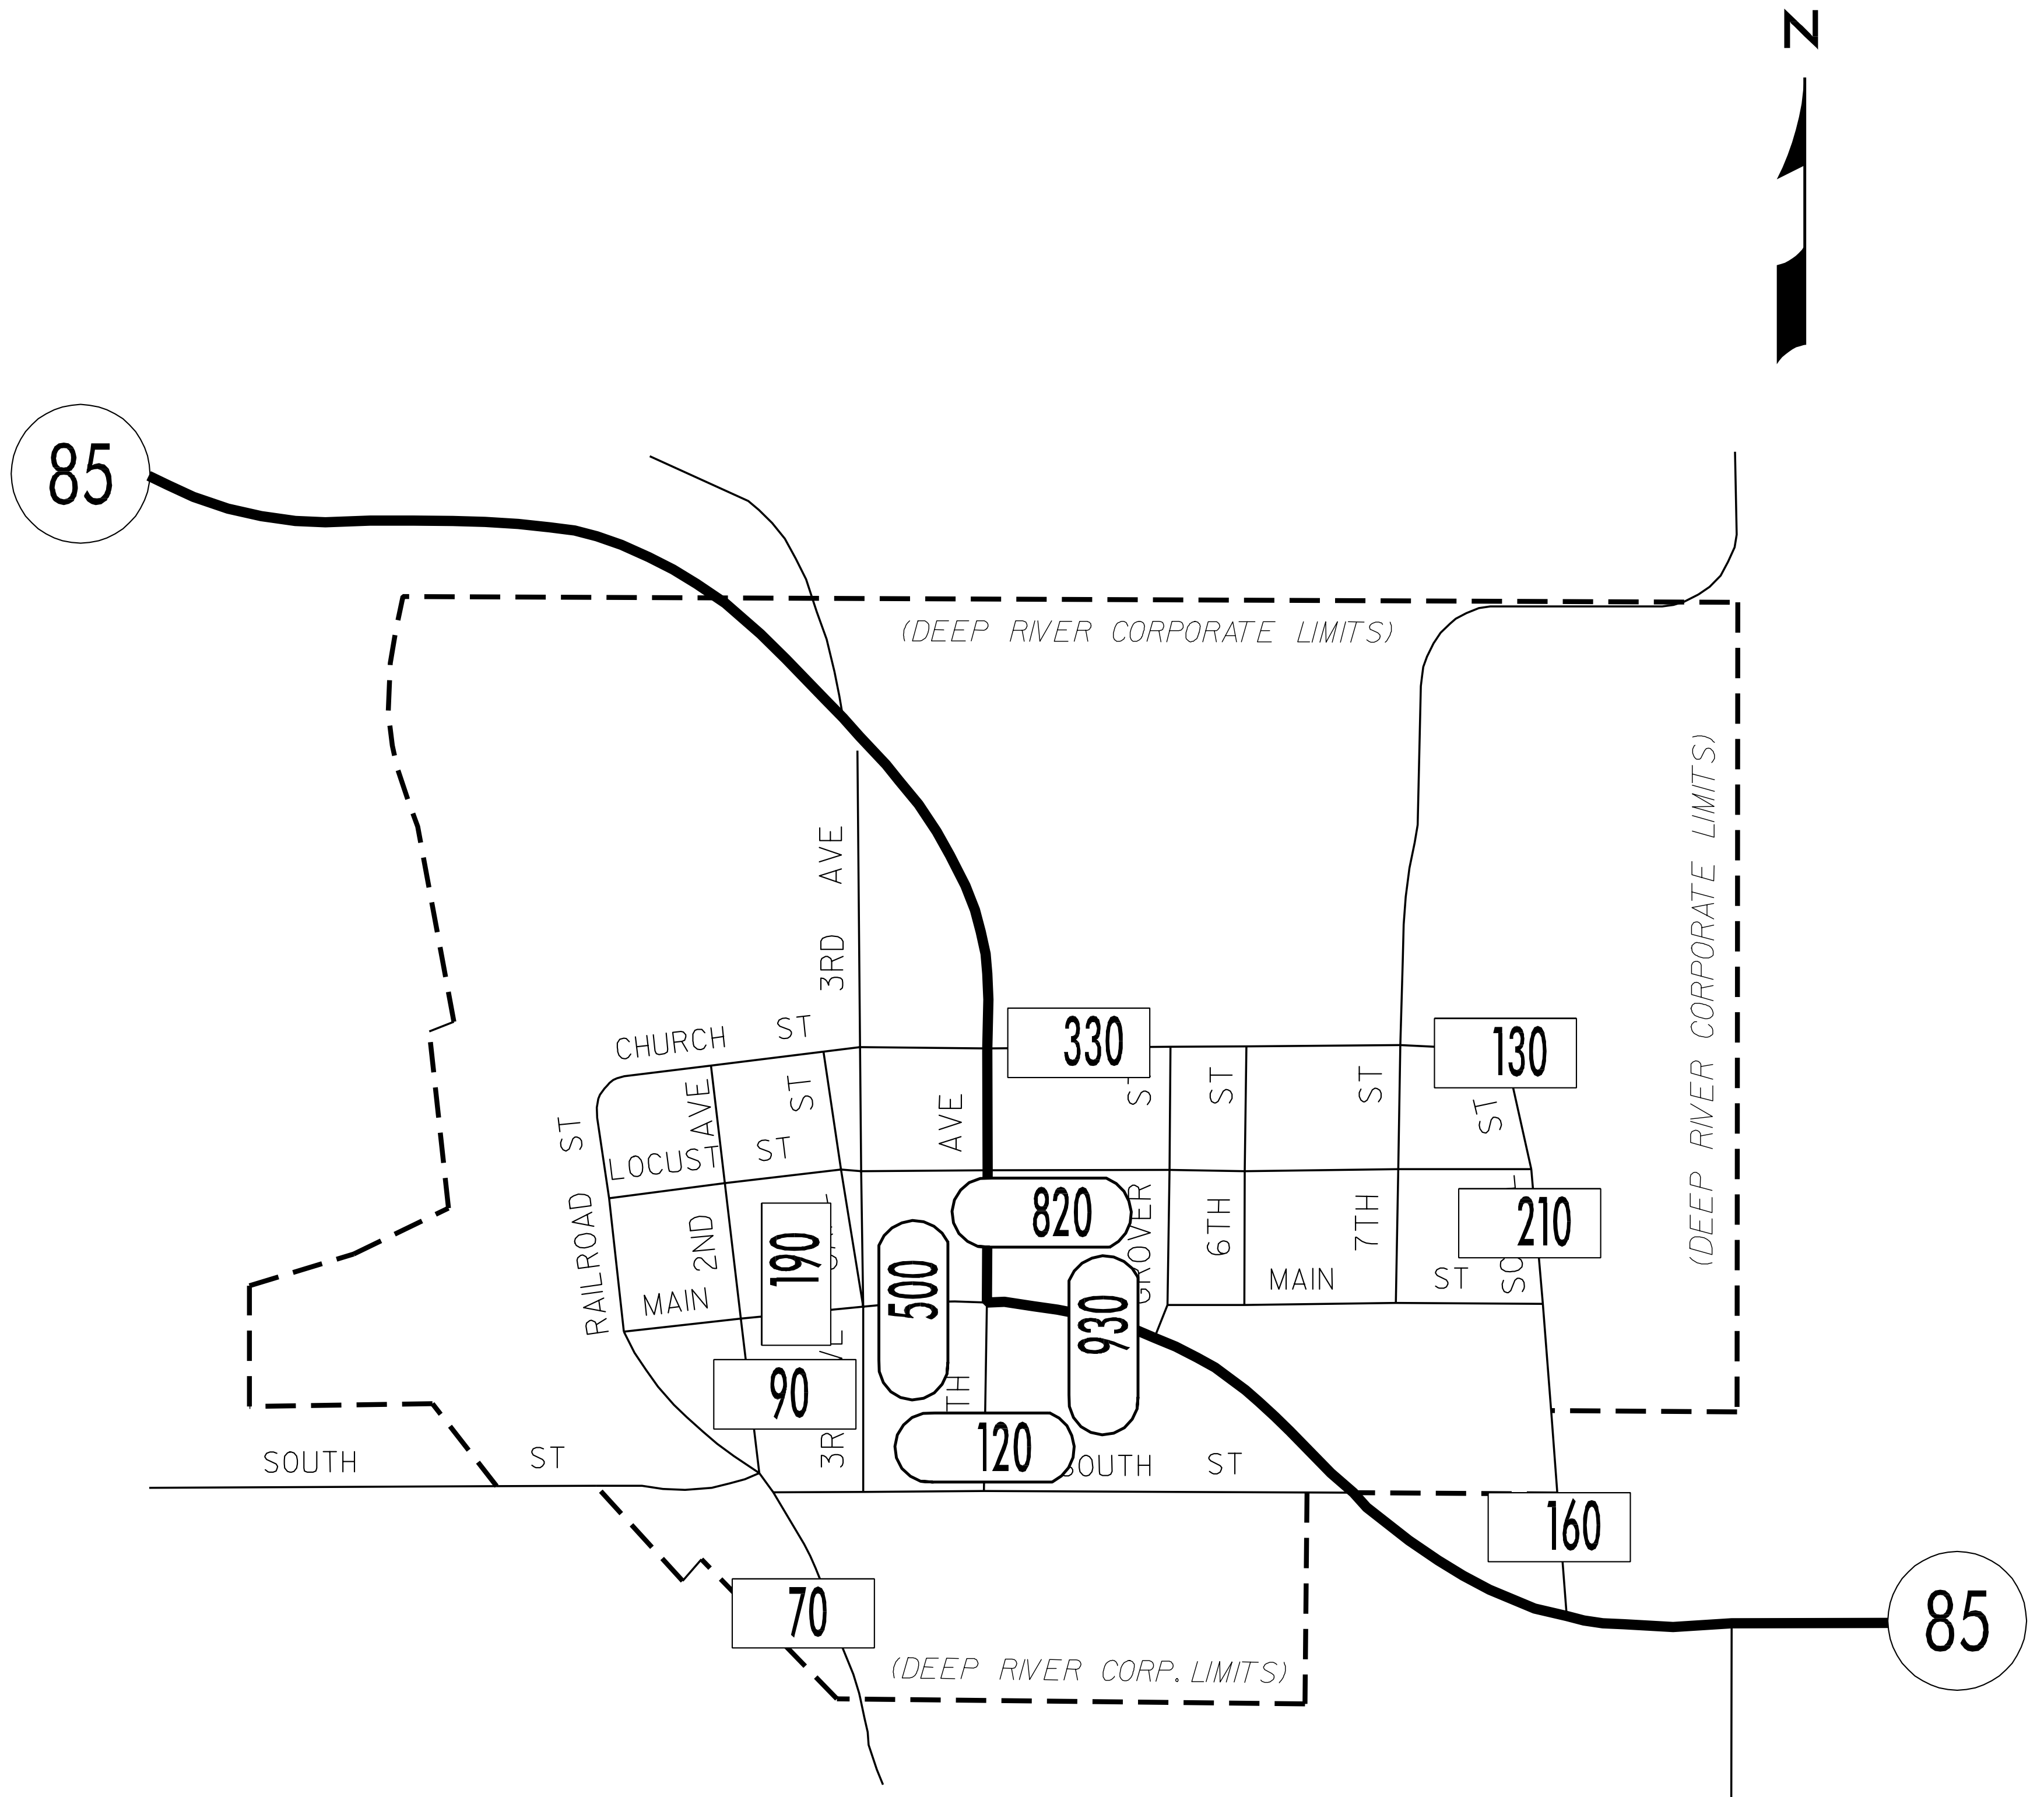 N
85
(DEEP RIVER CORPORATE LIMITS)
(DEEP RIVER CORPORATE LIMITS)
3RD AVE
CHURCH ST
330
130
AVE
ST
AVE
ST
ST
ST
ST
RAILROAD ST
LOCUST ST
2ND
190
820
500
930
GROVER
6TH
7TH
210
MAIN
MAIN ST
90
120
SOUTH ST
SOUTH ST
160
70
85
(DEEP RIVER CORP. LIMITS)